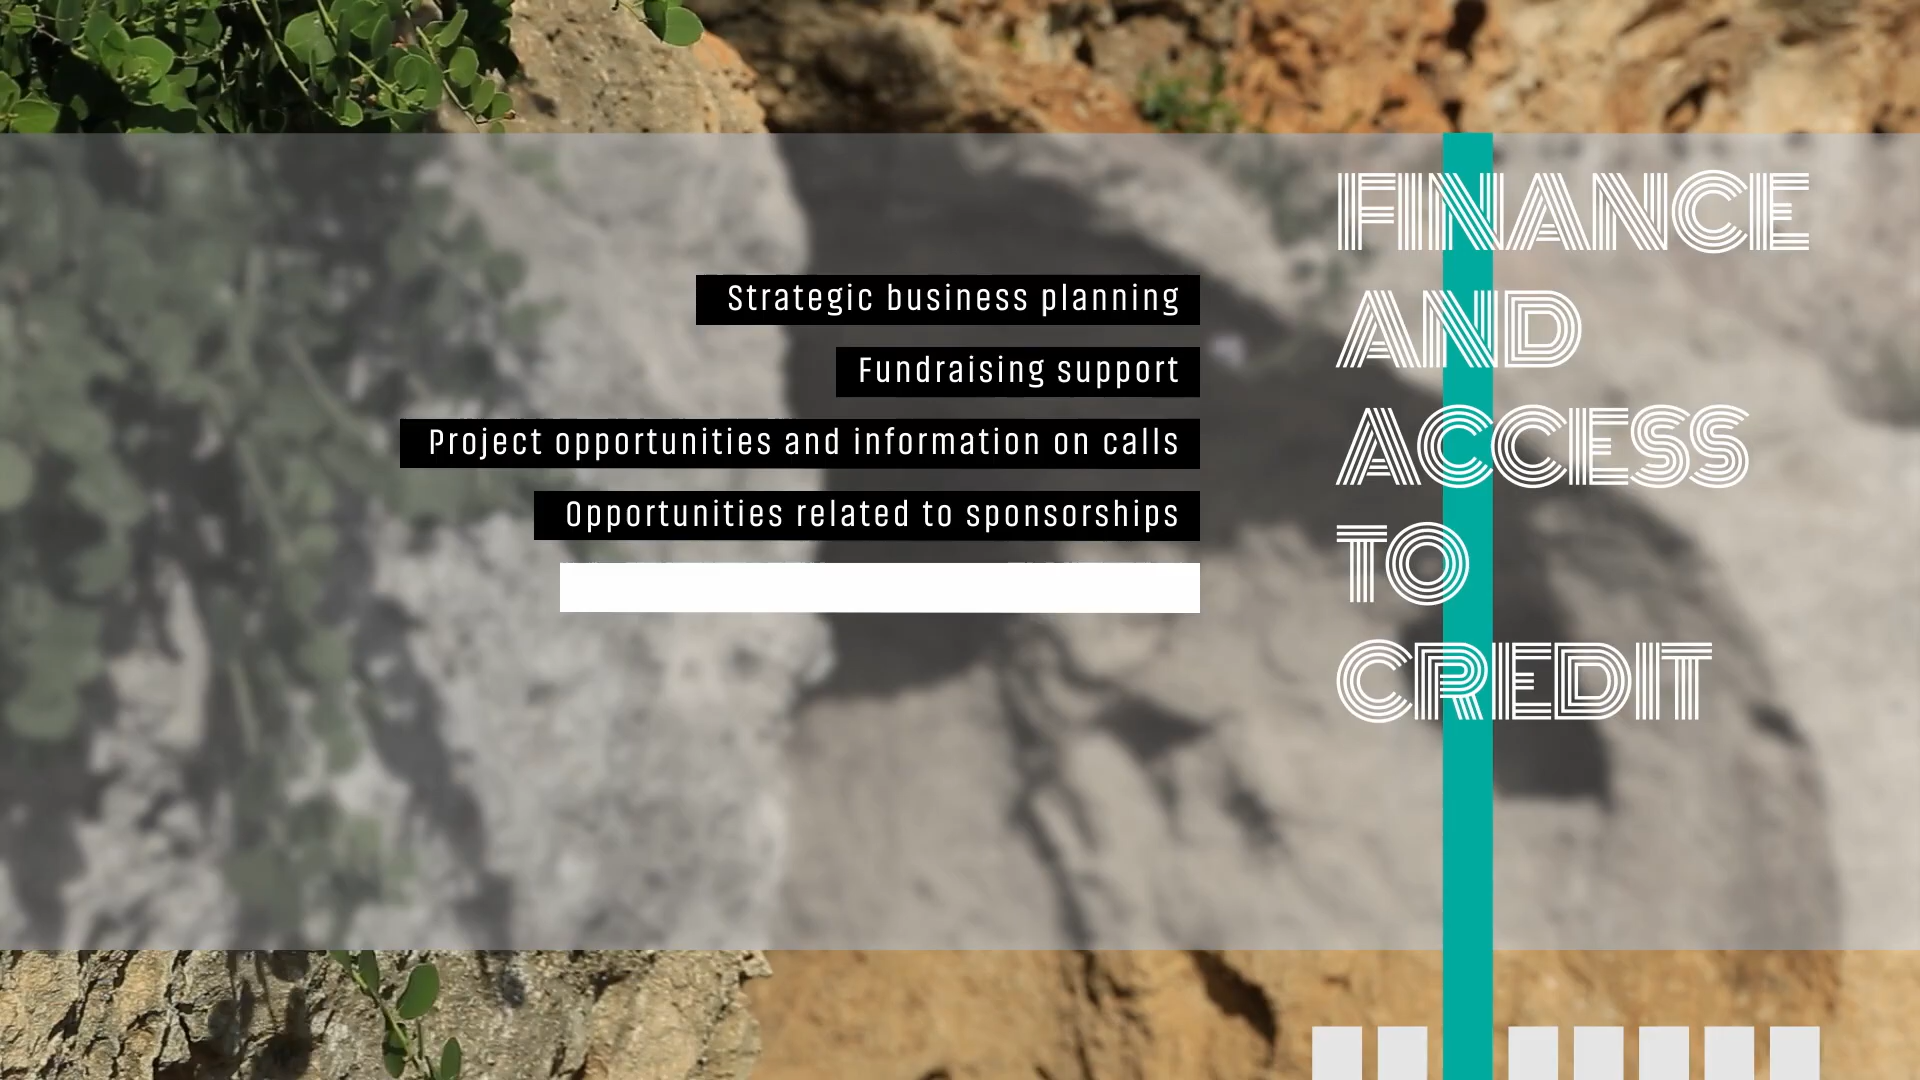 FINANCE
AND
ACCESS
TO
CREDIT
Strategic business planning
Fundraising support
Project opportunities and information on calls
Opportunities related to sponsorships